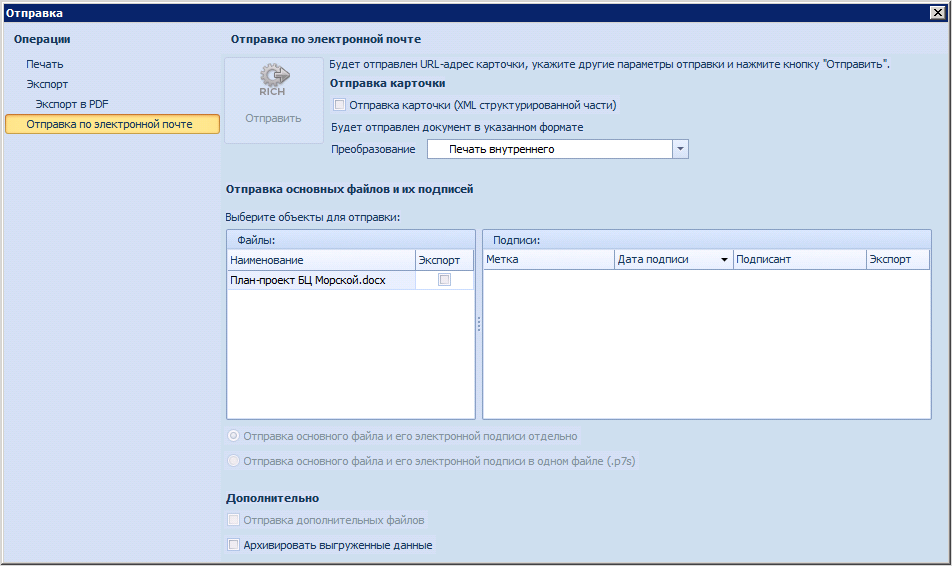 Отправка
Операции
Печать
Экспорт
Экспорт в PDF
Отправка по электронной почте
Отправка по электронной почте
RICH
Отправить
Будет отправлен URL-адрес карточки, укажите другие параметры отправки и нажмите кнопку "Отправить".
Отправка карточки
Отправка карточки (XML структурированной части)
Будет отправлен документ в указанном формате
Преобразование Печать внутреннего
Отправка основных файлов и их подписей
Выберите объекты для отправки:
Файлы:
Наименование Экспорт
План-проект БЦ Морской.docx
Подписи:
Метка Дата подписи Подписант Экспорт
Отправка основного файла и его электронной подписи отдельно
Отправка основного файла и его электронной подписи в одном файле (.p7s)
Дополнительно
Отправка дополнительных файлов
Архивировать выгруженные данные